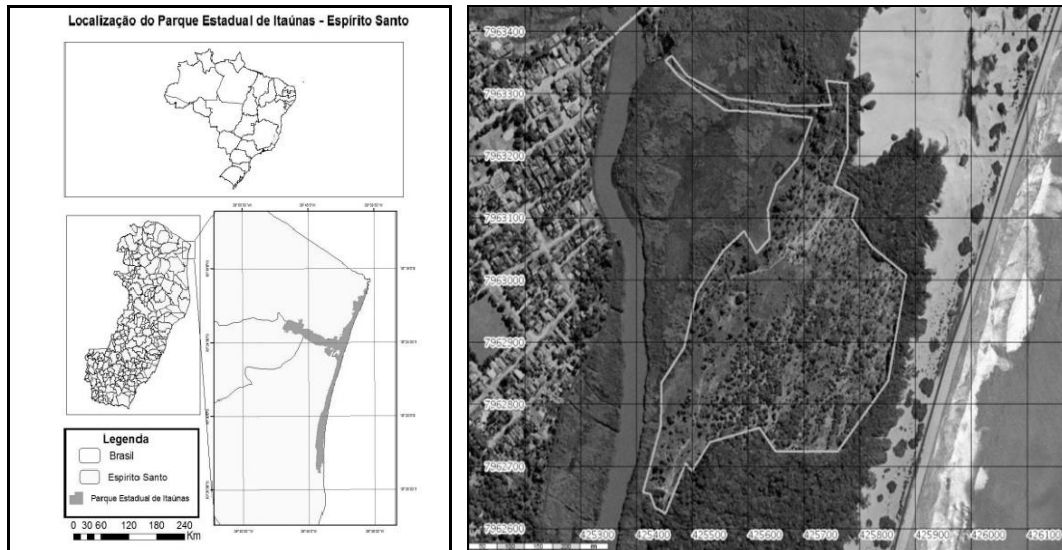 Localização do Parque Estadual de Itaúnas - Espírito Santo
Legenda
Brasil
Espírito Santo
Parque Estadual de Itaúnas
0 30 60 120 180 240
Km
7963400
7963300
7963200
7963100
7963000
7962900
7962800
7962700
7962600
425300
425400
425500
425600
425700
425800
425900
426000
426100